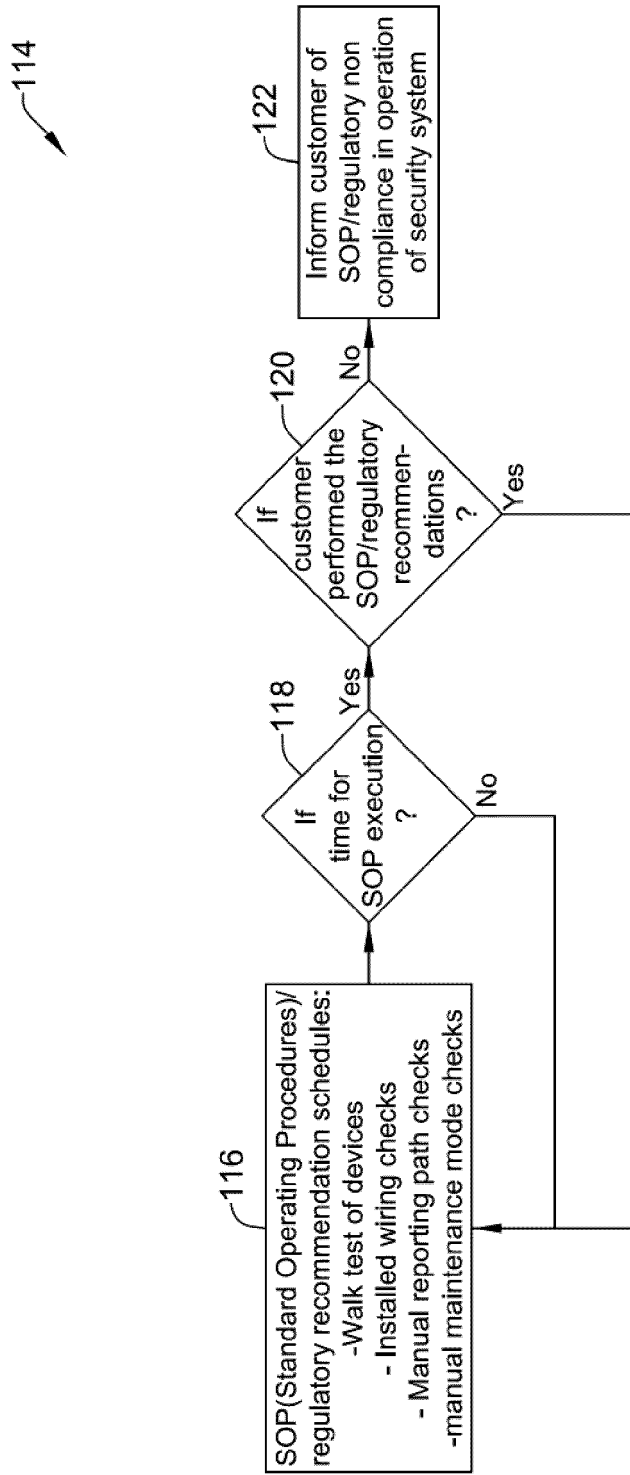 114
116
SOP(Standard Operating Procedures)/
regulatory recommendation schedules:
-Walk test of devices
- Installed wiring checks
- Manual reporting path checks
-manual maintenance mode checks
118
If
time for
SOP execution
?
Yes
No
120
If
customer
performed the
SOP/regulatory
recommen-
dations
?
No
Yes
122
Inform customer of
SOP/regulatory non
compliance in operation
of security system